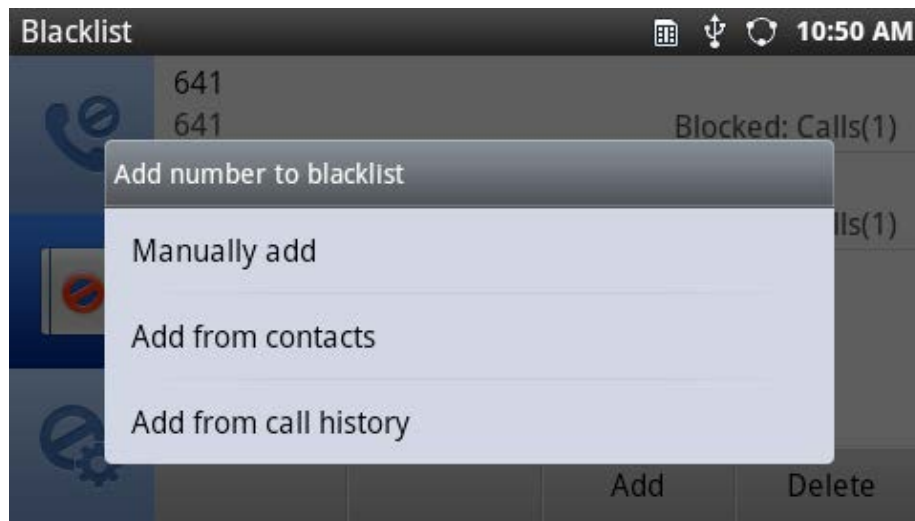 Blacklist
10:50 AM
641
641
Blocked: Calls(1)
Add number to blacklist
lls(1)
Manually add
Add from contacts
Add from call history
Add
Delete